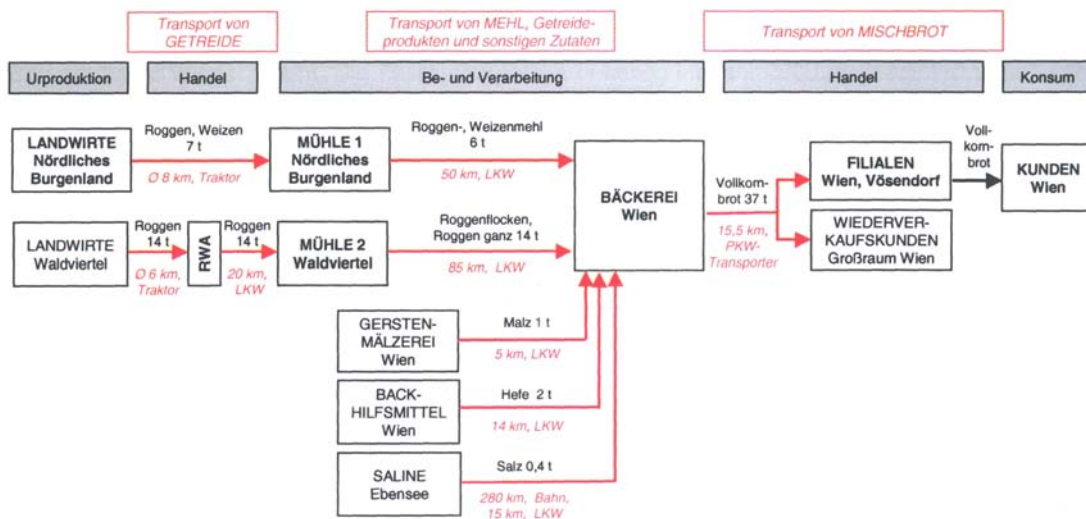 Transport von
GETREIDE
Transport von MEHL, Getreide-
produkten und sonstigen Zutaten
Transport von MISCHBROT
Urproduktion
Handel
Be- und Verarbeitung
Handel
Konsum
LANDWIRTE
Nördliches
Burgenland
Roggen, Weizen
7 t
Ø 8 km, Traktor
MÜHLE 1
Nördliches
Burgenland
Roggen-, Weizenmehl
6 t
50 km, LKW
BÄCKEREI
Wien
Vollkorn-
brot 37 t
15,5 km,
PKW-
Transporter
FILIALEN
Wien, Vösendorf
Voll-
korn-
brot
KUNDEN
Wien
LANDWIRTE
Waldviertel
Roggen
14 t
Ø 6 km,
Traktor
RWA
Roggen
14 t
20 km,
LKW
MÜHLE 2
Waldviertel
Roggenflocken,
Roggen ganz 14 t
85 km, LKW
WIEDERVER-
KAUFSKUNDEN
Großraum Wien
GERSTEN-
MÄLZEREI
Wien
Malz 1 t
5 km, LKW
BACK-
HILFSMITTEL
Wien
Hefe 2 t
14 km, LKW
SALINE
Ebensee
Salz 0,4 t
280 km, Bahn,
15 km, LKW